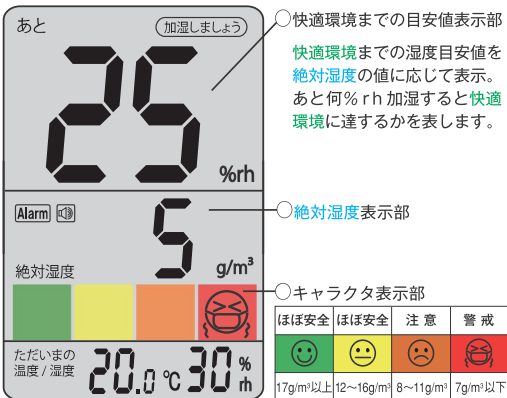 あと
加湿しましょう
25
%rh
Alarm
5
g/m³
絶対湿度
ただいまの
温度/湿度
20.0℃ 30%rh
快適環境までの目安値表示部
快適環境までの湿度目安値を
絶対湿度の値に応じて表示。
あと何%rh加湿すると快適
環境に達するかを表します。
絶対湿度表示部
キャラクタ表示部
ほぼ安全 ほぼ安全 注意 警戒
17g/m³以上 12～16g/m³ 8～11g/m³ 7g/m³以下